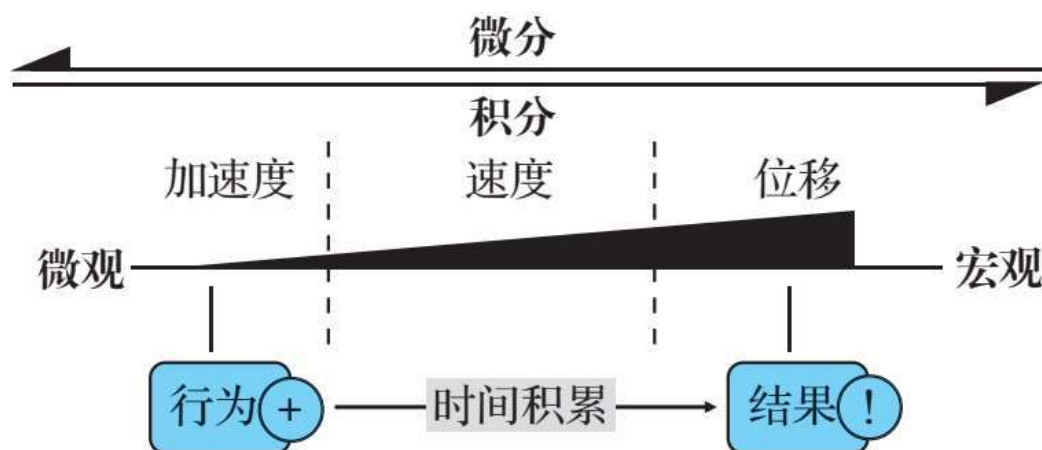 微分
积分
加速度 速度 位移
微观 宏观
行为 + 时间积累 结果 !